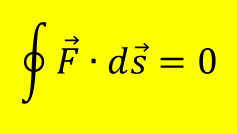 ∮ F⃗ · ds⃗ = 0